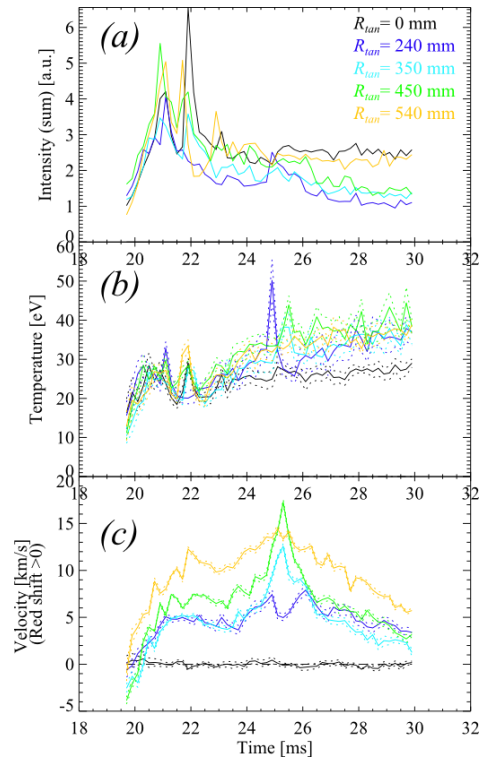 (a)
R_tan= 0 mm
R_tan= 240 mm
R_tan= 350 mm
R_tan= 450 mm
R_tan= 540 mm
Intensity (sum) [a.u.]
6
5
4
3
2
1
18 20 22 24 26 28 30 32
(b)
Temperature [eV]
60
50
40
30
20
10
0
18 20 22 24 26 28 30 32
(c)
Velocity [km/s]
(Red shift >0)
20
15
10
5
0
-5
18 20 22 24 26 28 30 32
Time [ms]